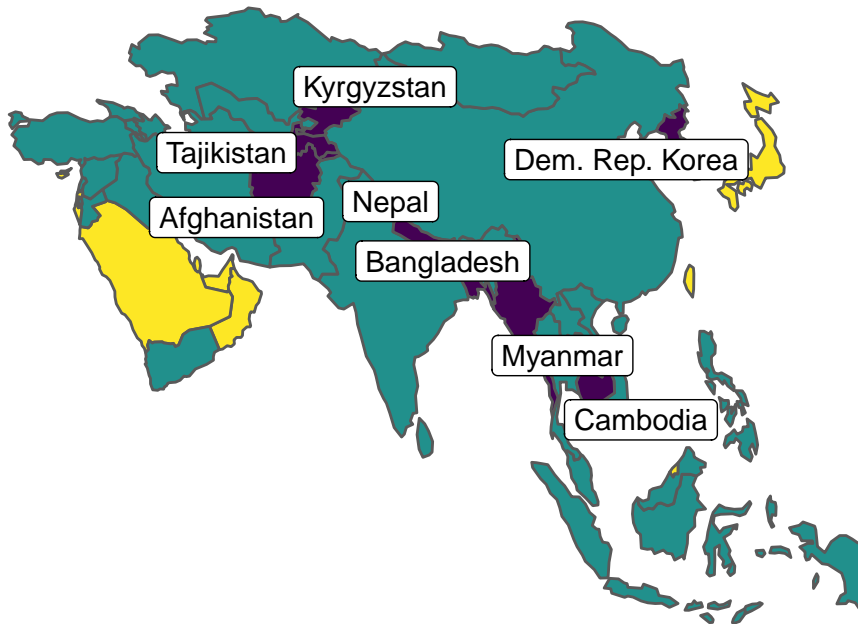 Kyrgyzstan
Tajikistan
Dem. Rep. Korea
Afghanistan
Nepal
Bangladesh
Myanmar
Cambodia